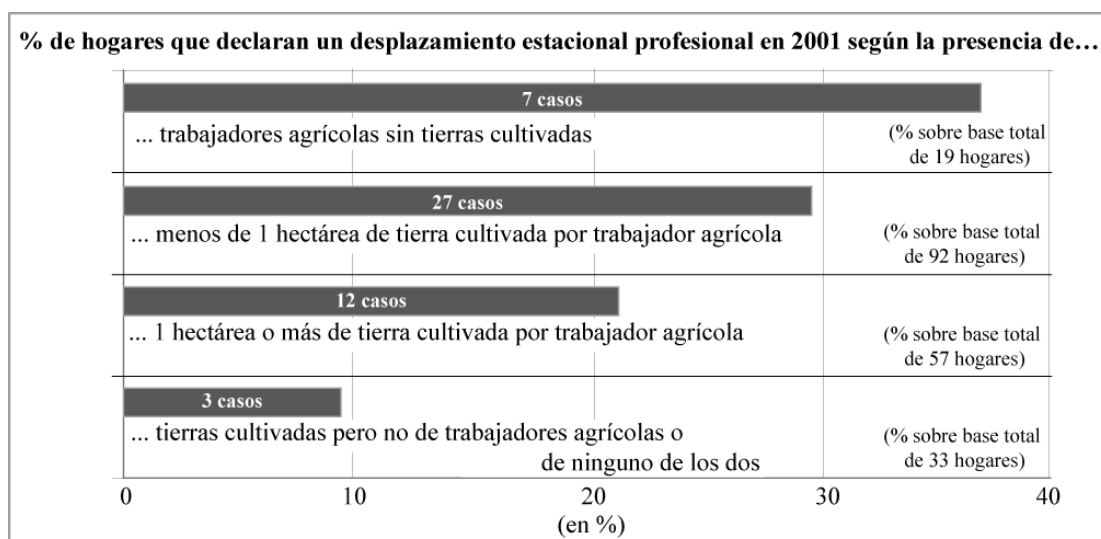 % de hogares que declaran un desplazamiento estacional profesional en 2001 según la presencia de…
7 casos
... trabajadores agrícolas sin tierras cultivadas
(% sobre base total
de 19 hogares)
27 casos
... menos de 1 hectárea de tierra cultivada por trabajador agrícola
(% sobre base total
de 92 hogares)
12 casos
... 1 hectárea o más de tierra cultivada por trabajador agrícola
(% sobre base total
de 57 hogares)
3 casos
... tierras cultivadas pero no de trabajadores agrícolas o
de ninguno de los dos
(% sobre base total
de 33 hogares)
0 10 20 30 40
(en %)